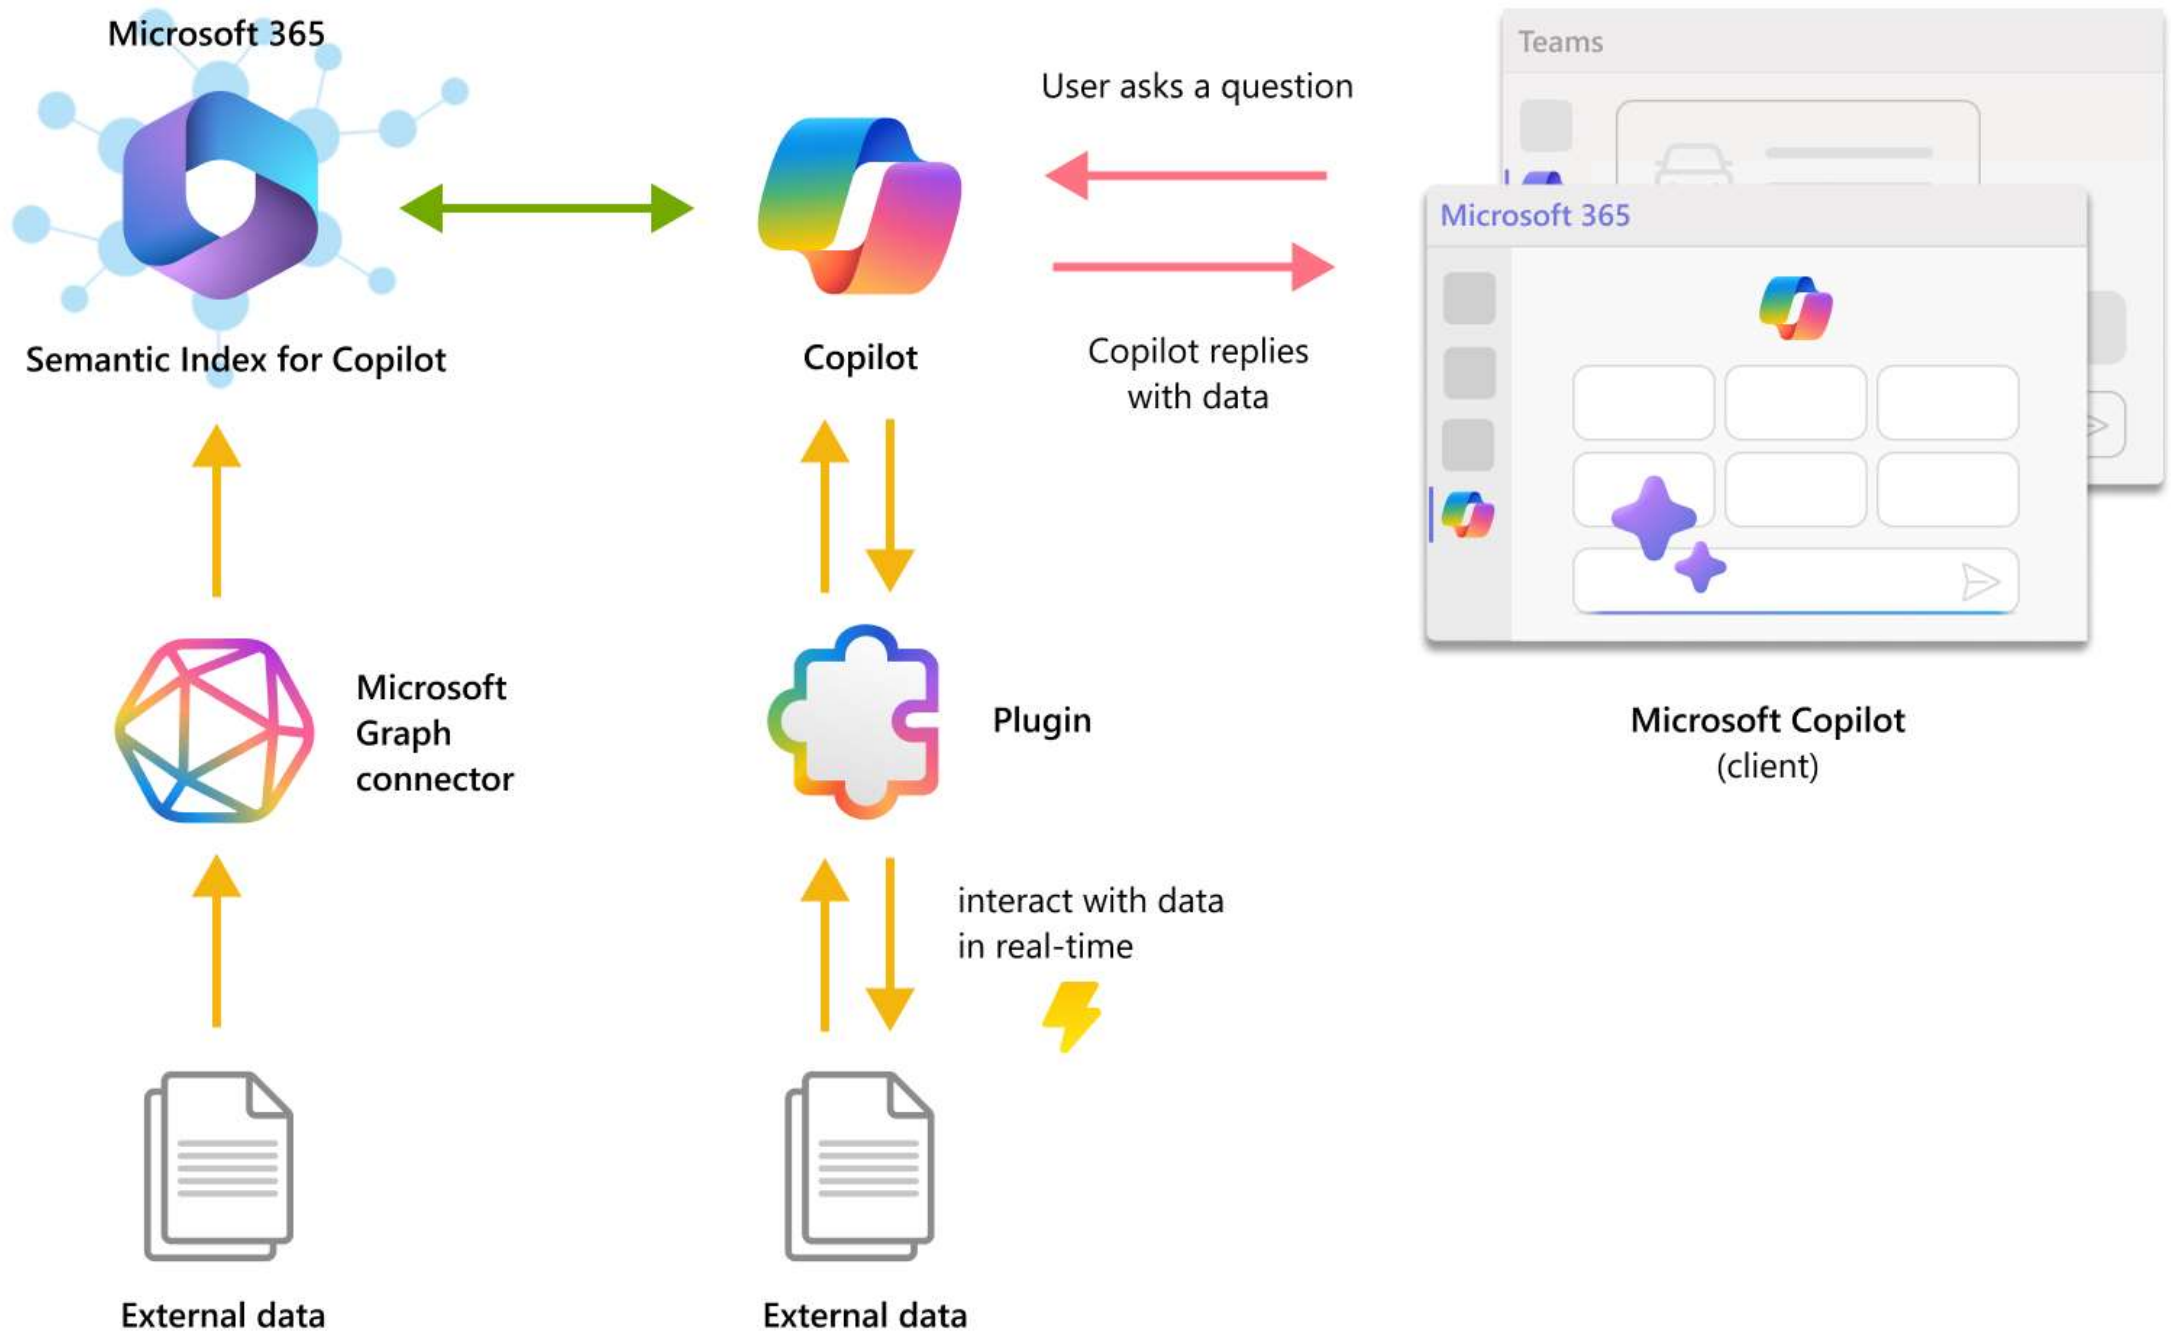 Microsoft 365
Semantic Index for Copilot
Copilot
User asks a question
Copilot replies
with data
Teams
Microsoft 365
Microsoft
Graph
connector
Plugin
Microsoft Copilot
(client)
interact with data
in real-time
External data
External data